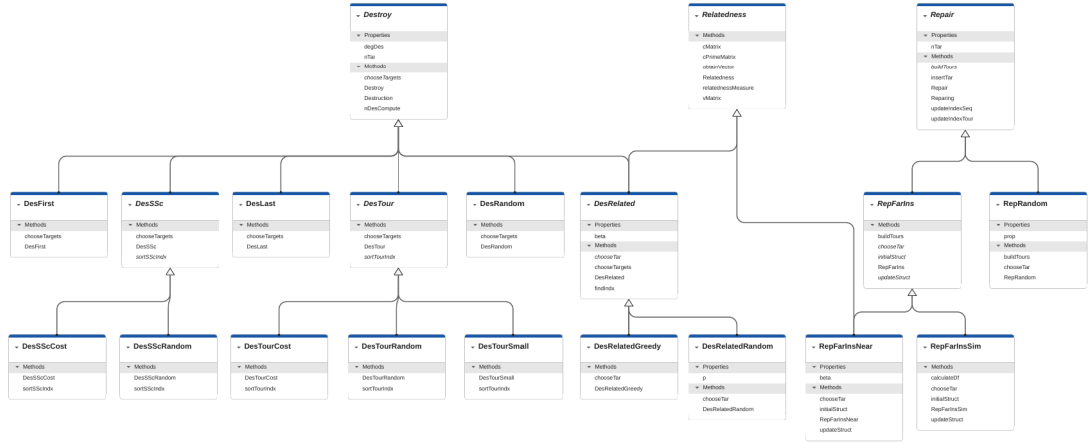 Destroy
Properties
degDes
nTar
Methods
chooseTargets
Destroy
Destruction
nDesCompute
Relatedness
Methods
cMatrix
cPrimeMatrix
obtainVector
Relatedness
relatednessMeasure
vMatrix
Repair
Properties
nTar
Methods
buildTours
insertTar
Repair
Reparing
updateIndexSeq
updateIndexTour
DesFirst
Methods
chooseTargets
DesFirst
DesSSc
Methods
chooseTargets
DesSSc
sortSScIndx
DesLast
Methods
chooseTargets
DesLast
DesTour
Methods
chooseTargets
DesTour
sortTourIndx
DesRandom
Methods
chooseTargets
DesRandom
DesRelated
Properties
beta
Methods
chooseTar
chooseTargets
DesRelated
findIndx
RepFarIns
Methods
buildTours
chooseTar
initialStruct
RepFarIns
updateStruct
RepRandom
Properties
prop
Methods
buildTours
chooseTar
RepRandom
DesSScCost
Methods
DesSScCost
sortSScIndx
DesSScRandom
Methods
DesSScRandom
sortSScIndx
DesTourCost
Methods
DesTourCost
sortTourIndx
DesTourRandom
Methods
DesTourRandom
sortTourIndx
DesTourSmall
Methods
DesTourSmall
sortTourIndx
DesRelatedGreedy
Methods
chooseTar
DesRelatedGreedy
DesRelatedRandom
Properties
p
Methods
chooseTar
DesRelatedRandom
RepFarInsNear
Properties
beta
Methods
chooseTar
initialStruct
RepFarInsNear
updateStruct
RepFarInsSim
Methods
calculateDf
chooseTar
initialStruct
RepFarInsSim
updateStruct